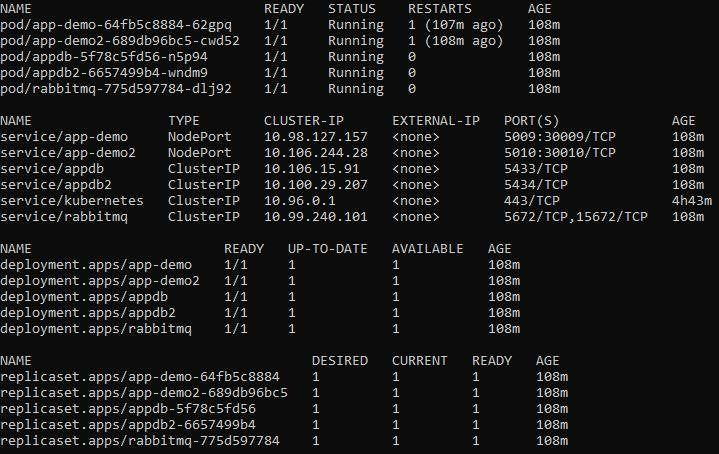 NAME READY STATUS RESTARTS AGE
pod/app-demo-64fb5c8884-62gpq 1/1 Running 1 (107m ago) 108m
pod/app-demo2-689db96bc5-cwd52 1/1 Running 1 (108m ago) 108m
pod/appdb-5f78c5fd56-n5p94 1/1 Running 0 108m
pod/appdb2-6657499b4-wndm9 1/1 Running 0 108m
pod/rabbitmq-775d597784-dlj92 1/1 Running 0 108m
NAME TYPE CLUSTER-IP EXTERNAL-IP PORT(S) AGE
service/app-demo NodePort 10.98.127.157 <none> 5009:30009/TCP 108m
service/app-demo2 NodePort 10.106.244.28 <none> 5010:30010/TCP 108m
service/appdb ClusterIP 10.106.15.91 <none> 5433/TCP 108m
service/appdb2 ClusterIP 10.100.29.207 <none> 5434/TCP 108m
service/kubernetes ClusterIP 10.96.0.1 <none> 443/TCP 4h43m
service/rabbitmq ClusterIP 10.99.240.101 <none> 5672/TCP,15672/TCP 108m
NAME READY UP-TO-DATE AVAILABLE AGE
deployment.apps/app-demo 1/1 1 1 108m
deployment.apps/app-demo2 1/1 1 1 108m
deployment.apps/appdb 1/1 1 1 108m
deployment.apps/appdb2 1/1 1 1 108m
deployment.apps/rabbitmq 1/1 1 1 108m
NAME DESIRED CURRENT READY AGE
replicaset.apps/app-demo-64fb5c8884 1 1 1 108m
replicaset.apps/app-demo2-689db96bc5 1 1 1 108m
replicaset.apps/appdb-5f78c5fd56 1 1 1 108m
replicaset.apps/appdb2-6657499b4 1 1 1 108m
replicaset.apps/rabbitmq-775d597784 1 1 1 108m